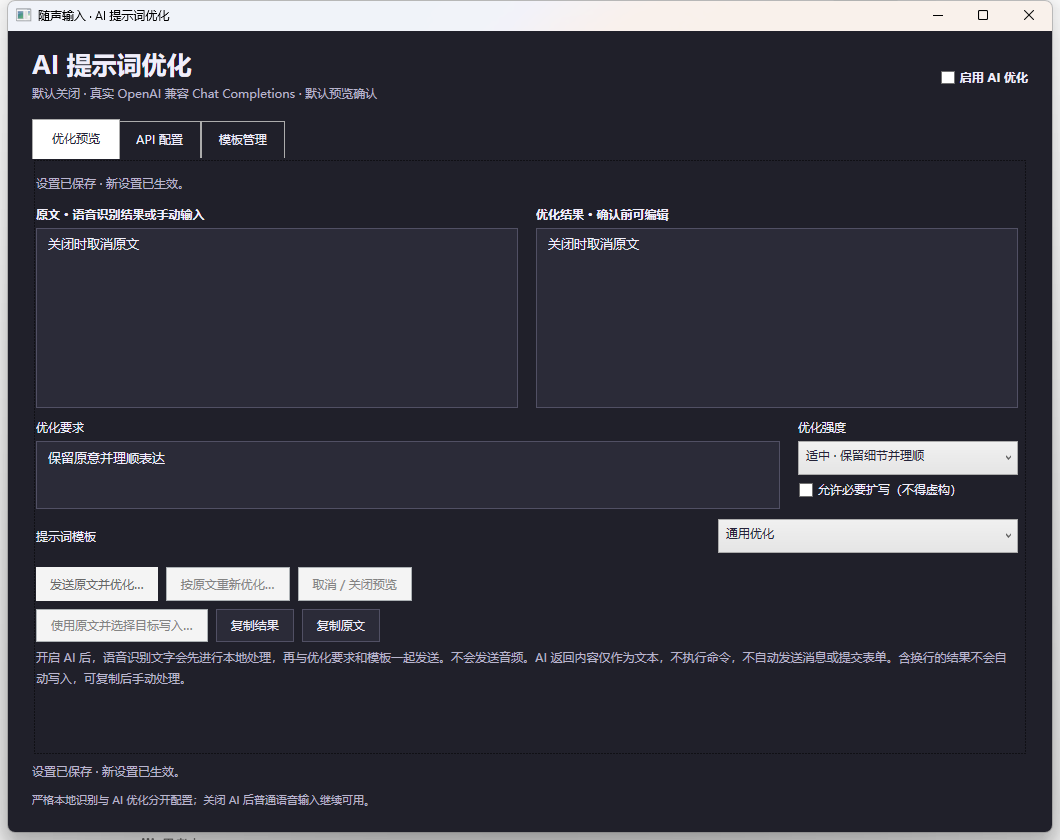 随声输入 · AI 提示词优化
AI 提示词优化
默认关闭 · 真实 OpenAI 兼容 Chat Completions · 默认预览确认
启用 AI 优化
优化预览
API 配置
模板管理
设置已保存 · 新设置已生效。
原文 · 语音识别结果或手动输入
优化结果 · 确认前可编辑
关闭时取消原文
关闭时取消原文
优化要求
优化强度
保留原意并理顺表达
适中 · 保留细节并理顺
允许必要扩写（不得虚构）
提示词模板
通用优化
发送原文并优化...
按原文重新优化...
取消 / 关闭预览
使用原文并选择目标写入...
复制结果
复制原文
开启 AI 后，语音识别文字会先进行本地处理，再与优化要求和模板一起发送。不会发送音频。AI 返回内容仅作为文本，不执行命令，不自动发送消息或提交表单。含换行的结果不会自
动写入，可复制后手动处理。
设置已保存 · 新设置已生效。
严格本地识别与 AI 优化分开配置；关闭 AI 后普通语音输入继续可用。